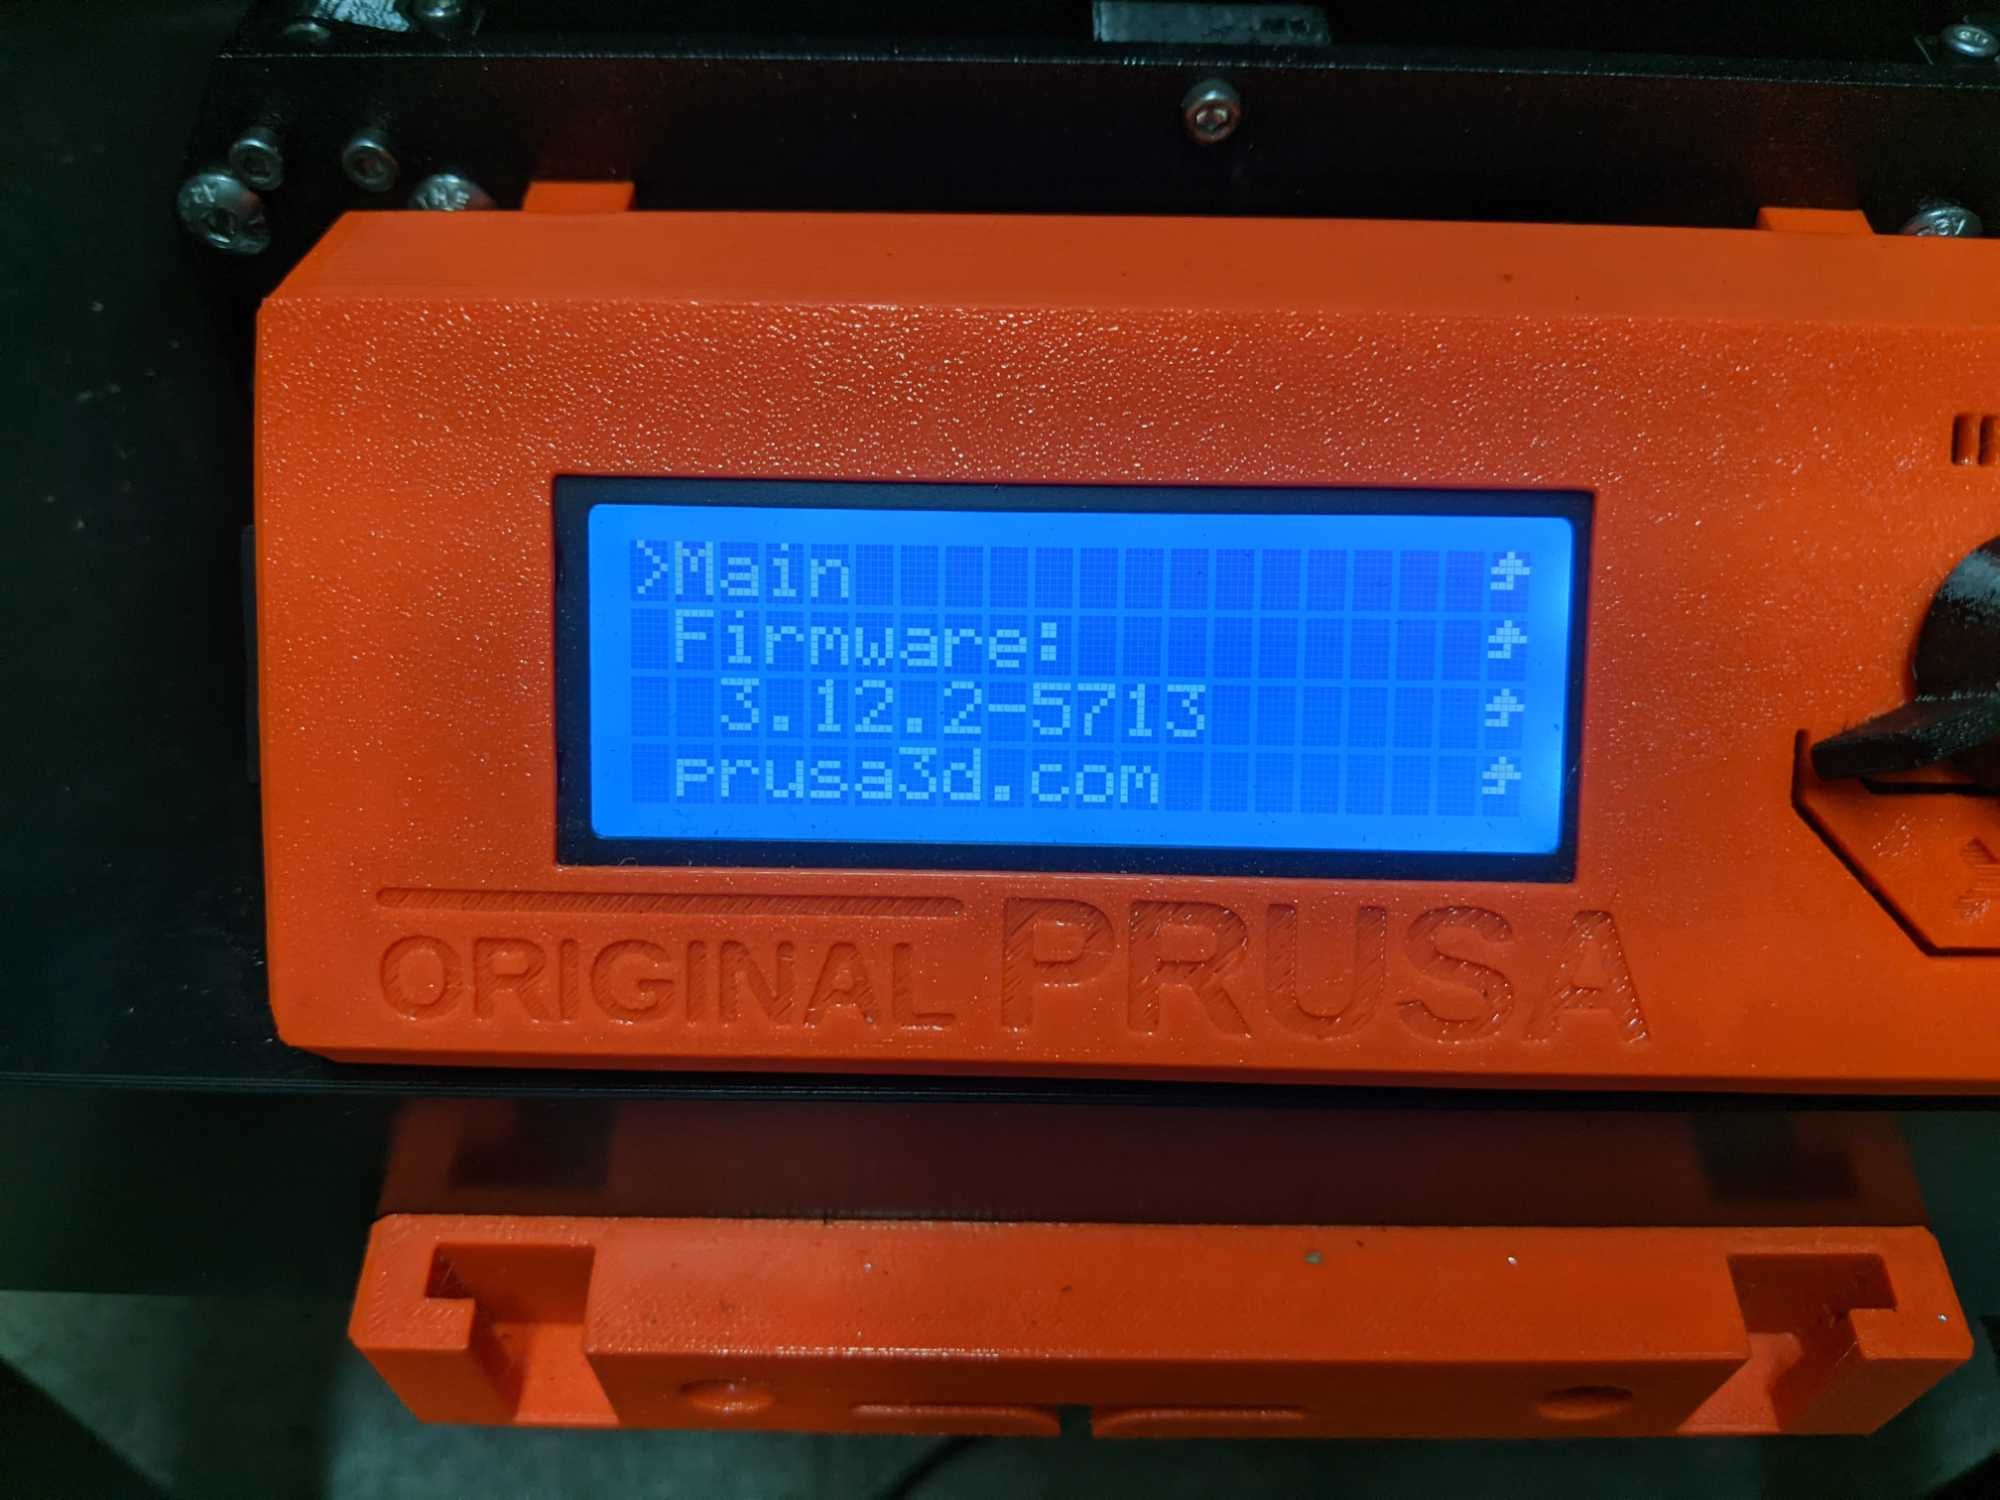 >Main
Firmware:
3.12.2-5713
prusa3d.com
ORIGINAL PRUSA